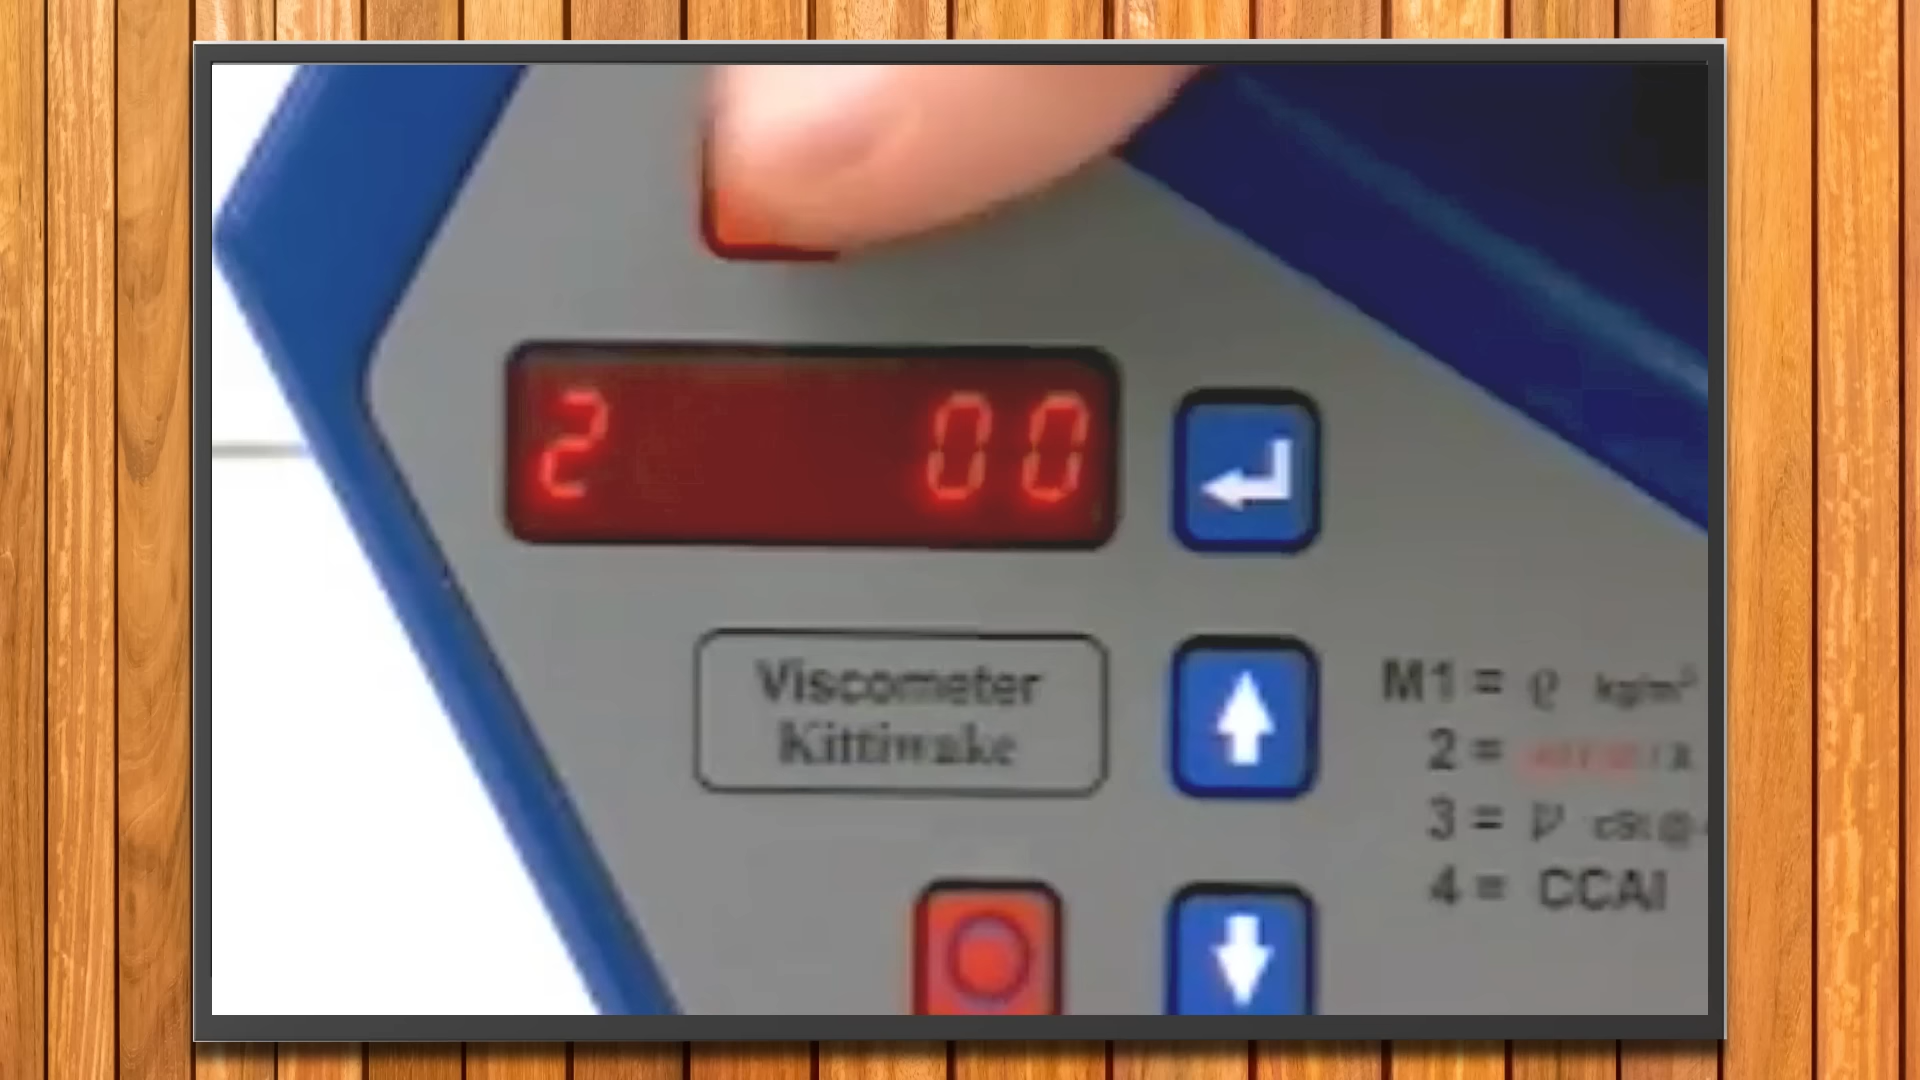 2 00
Viscometer
Kittiwake
M1 = ρ kg/m³
2 =
3 = ν cSt@
4 = CCAI